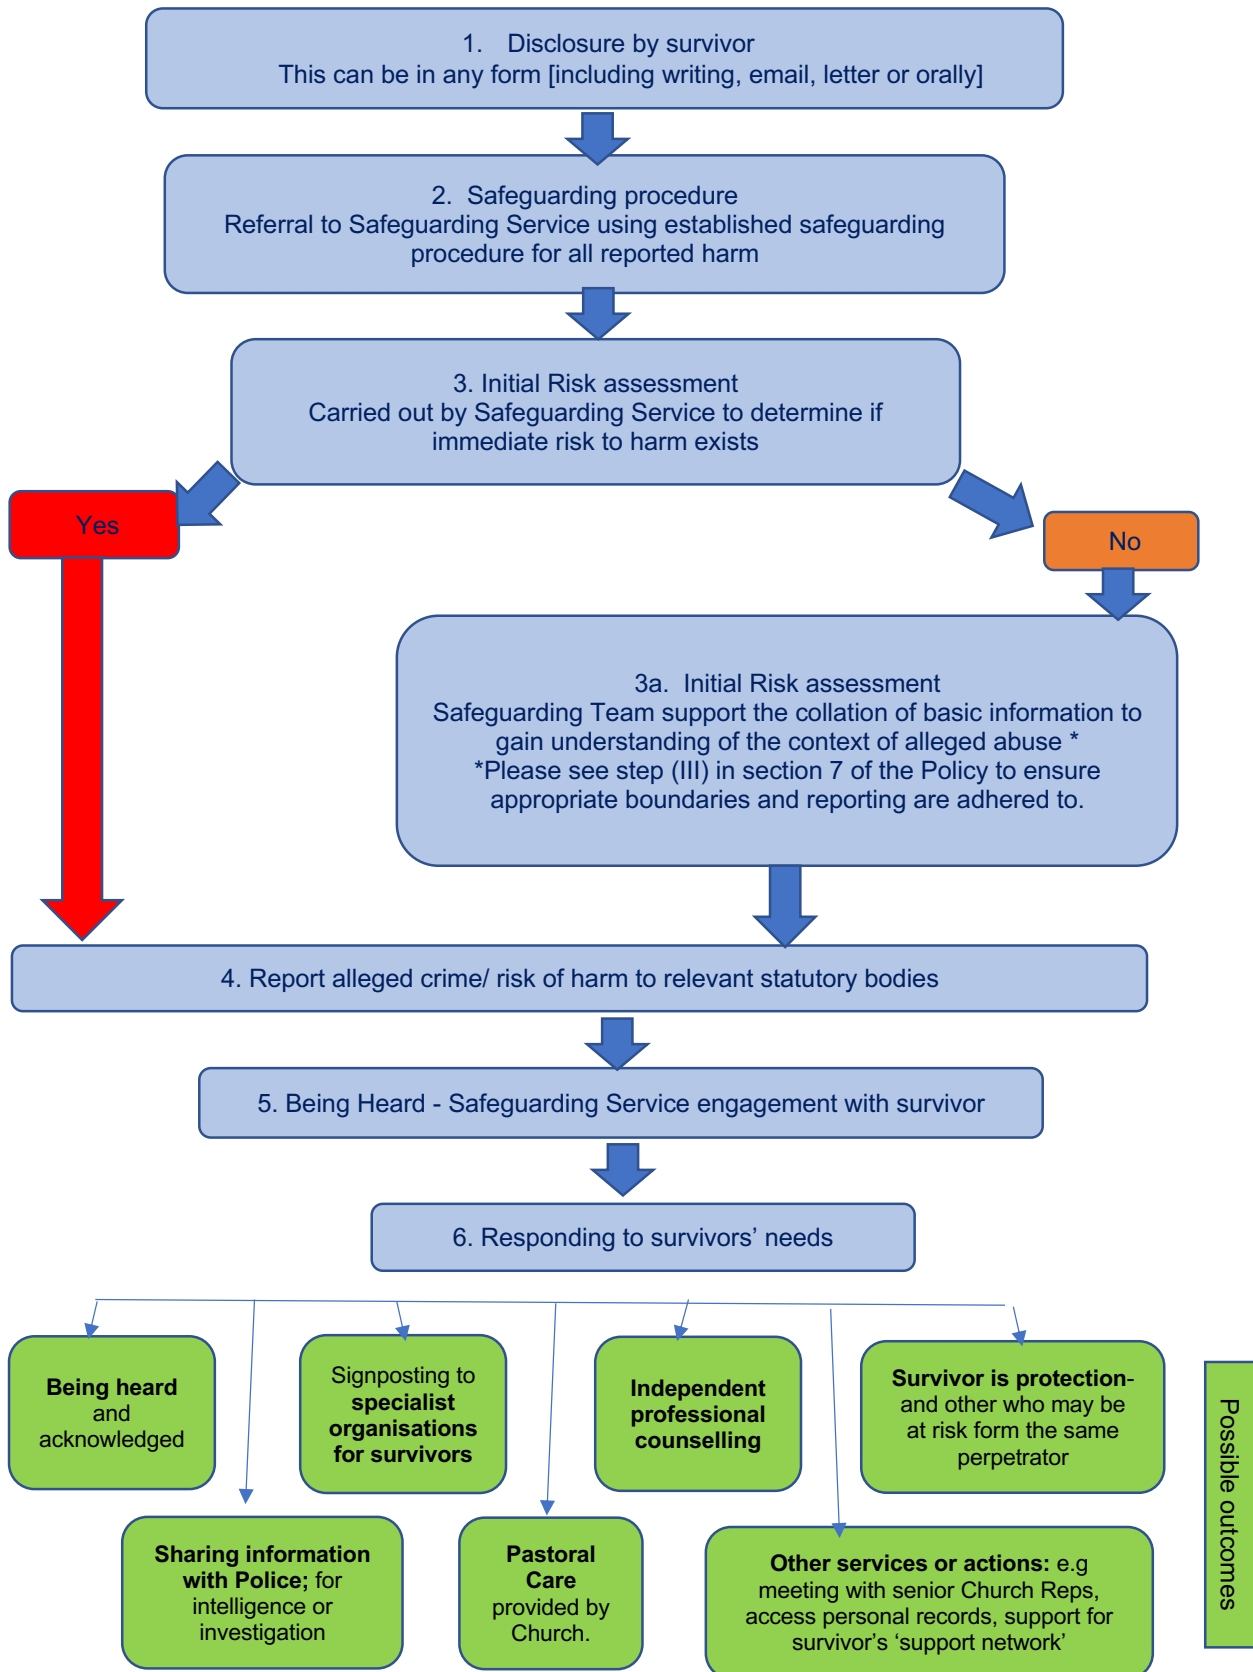 1. Disclosure by survivor
This can be in any form [including writing, email, letter or orally]
2. Safeguarding procedure
Referral to Safeguarding Service using established safeguarding
procedure for all reported harm
3. Initial Risk assessment
Carried out by Safeguarding Service to determine if
immediate risk to harm exists
Yes
No
3a. Initial Risk assessment
Safeguarding Team support the collation of basic information to
gain understanding of the context of alleged abuse *
*Please see step (III) in section 7 of the Policy to ensure
appropriate boundaries and reporting are adhered to.
4. Report alleged crime/ risk of harm to relevant statutory bodies
5. Being Heard - Safeguarding Service engagement with survivor
6. Responding to survivors’ needs
Being heard
and
acknowledged
Signposting to
specialist
organisations
for survivors
Independent
professional
counselling
Survivor is protection-
and other who may be
at risk form the same
perpetrator
Possible outcomes
Sharing information
with Police; for
intelligence or
investigation
Pastoral
Care
provided by
Church.
Other services or actions: e.g
meeting with senior Church Reps,
access personal records, support for
survivor’s ‘support network’